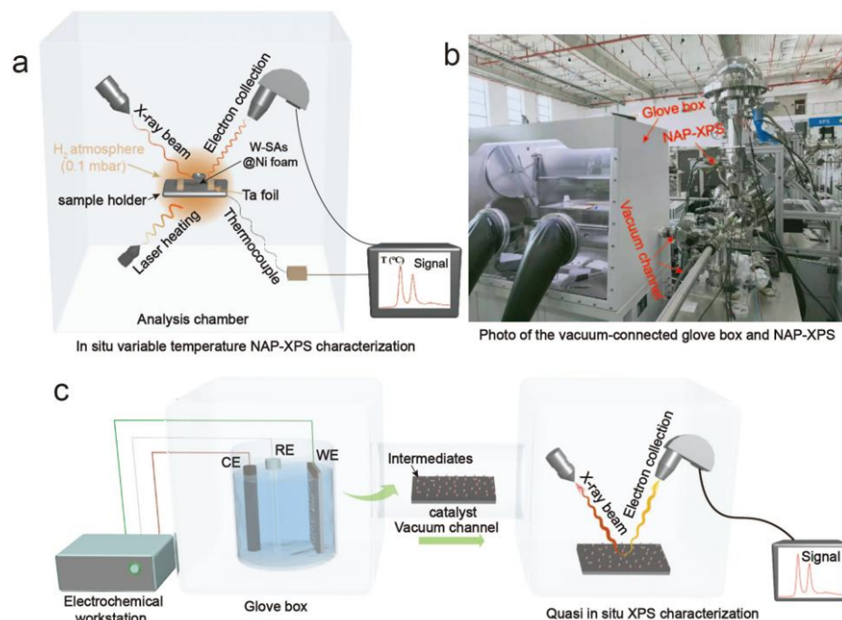 a
X-ray beam
Electron collection
H₂ atmosphere
(0.1 mbar)
W-SAs
@Ni foam
sample holder
Ta foil
Laser heating
Thermocouple
T (°C)
Signal
Analysis chamber
In situ variable temperature NAP-XPS characterization
b
Glove box
NAP-XPS
XPS
Vacuum
channel
Photo of the vacuum-connected glove box and NAP-XPS
c
CE
RE
WE
Intermediates
catalyst
Vacuum channel
X-ray beam
Electron collection
Signal
Electrochemical
workstation
Glove box
Quasi in situ XPS characterization